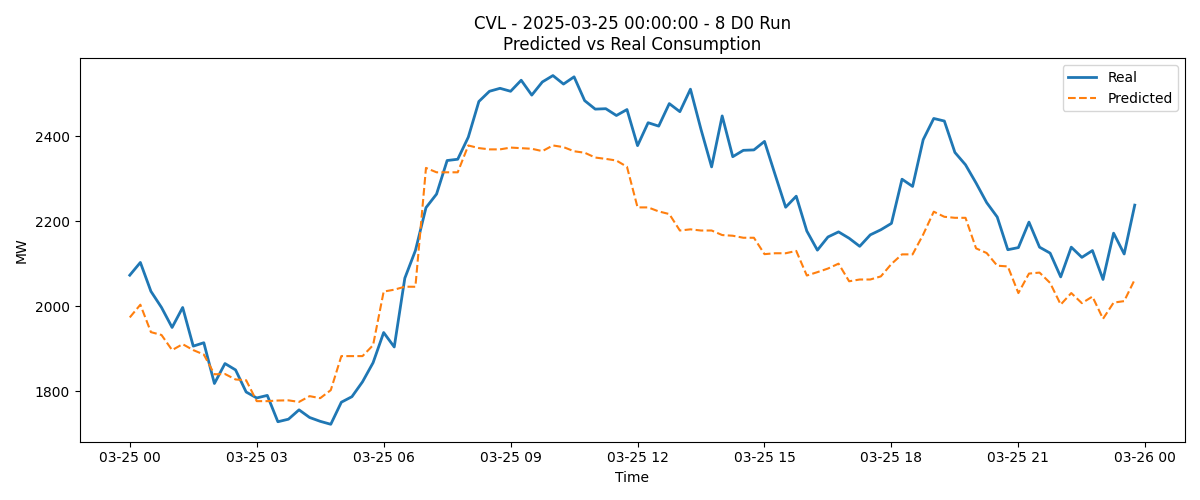 CVL - 2025-03-25 00:00:00 - 8 D0 Run
Predicted vs Real Consumption
Real
Predicted
MW
2400
2200
2000
1800
03-25 00
03-25 03
03-25 06
03-25 09
03-25 12
03-25 15
03-25 18
03-25 21
03-26 00
Time